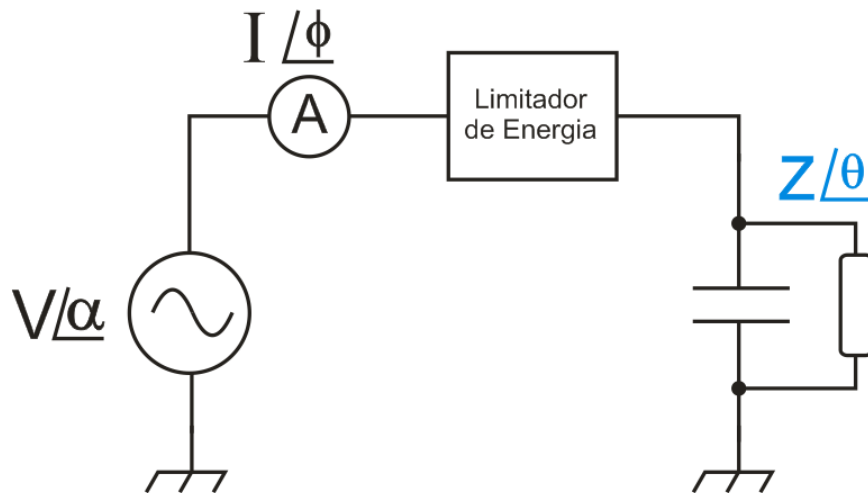 I /ϕ
A
Limitador
de Energia
Z/θ
V/α